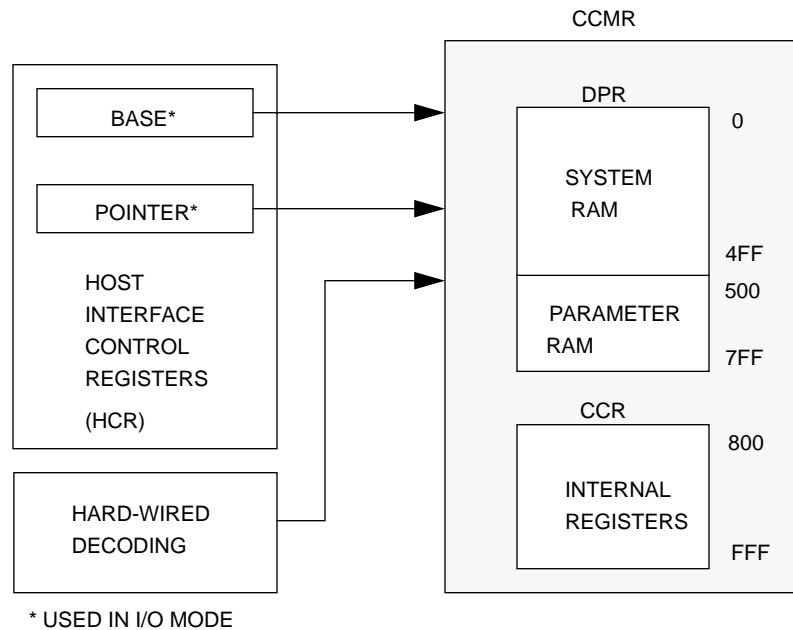 CCMR
BASE*
POINTER*
HOST
INTERFACE
CONTROL
REGISTERS
(HCR)
HARD-WIRED
DECODING
* USED IN I/O MODE
DPR
0
SYSTEM
RAM
4FF
500
PARAMETER
RAM
7FF
CCR
800
INTERNAL
REGISTERS
FFF